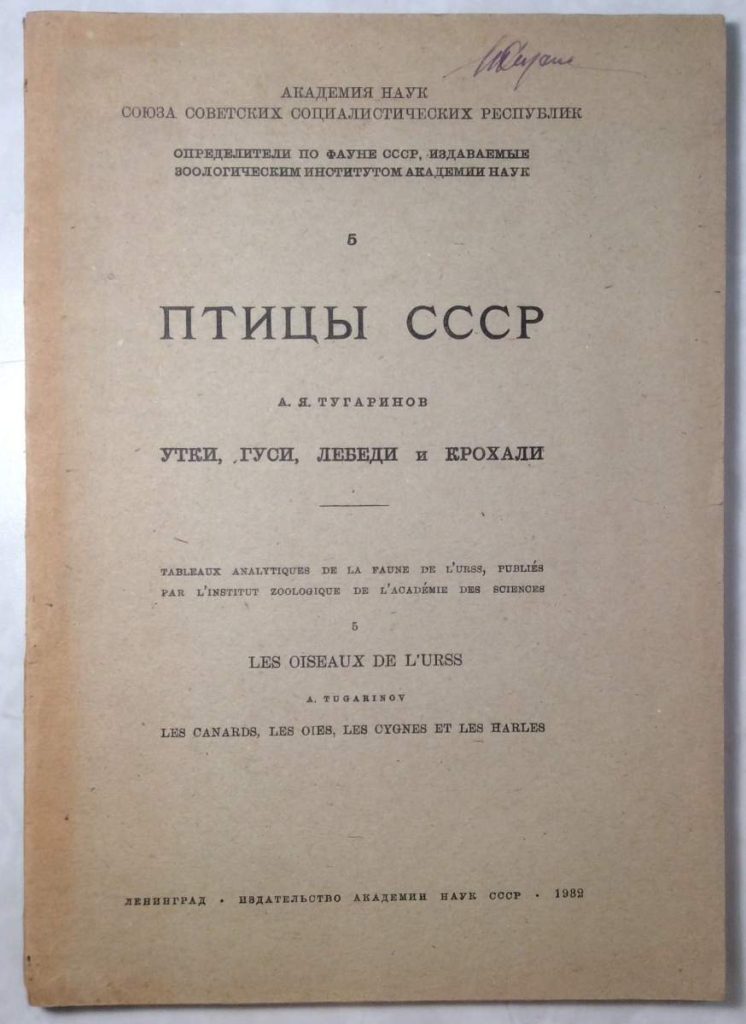 АКАДЕМИЯ НАУК
СОЮЗА СОВЕТСКИХ СОЦИАЛИСТИЧЕСКИХ РЕСПУБЛИК
ОПРЕДЕЛИТЕЛИ ПО ФАУНЕ СССР, ИЗДАВАЕМЫЕ
ЗООЛОГИЧЕСКИМ ИНСТИТУТОМ АКАДЕМИИ НАУК
5
ПТИЦЫ СССР
А. Я. ТУГАРИНОВ
УТКИ, ГУСИ, ЛЕБЕДИ и КРОХАЛИ
TABLEAUX ANALYTIQUES DE LA FAUNE DE L'URSS, PUBLIÉS
PAR L'INSTITUT ZOOLOGIQUE DE L'ACADÉMIE DES SCIENCES
5
LES OISEAUX DE L'URSS
A. TUGARINOV
LES CANARDS, LES OIES, LES CYGNES ET LES HARLES
ЛЕНИНГРАД • ИЗДАТЕЛЬСТВО АКАДЕМИИ НАУК СССР • 1932